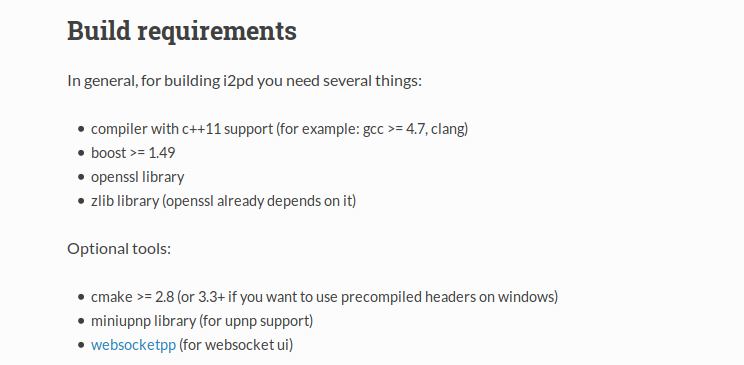 Build requirements
In general, for building i2pd you need several things:
• compiler with c++11 support (for example: gcc >= 4.7, clang)
• boost >= 1.49
• openssl library
• zlib library (openssl already depends on it)
Optional tools:
• cmake >= 2.8 (or 3.3+ if you want to use precompiled headers on windows)
• miniupnp library (for upnp support)
• websocketpp (for websocket ui)